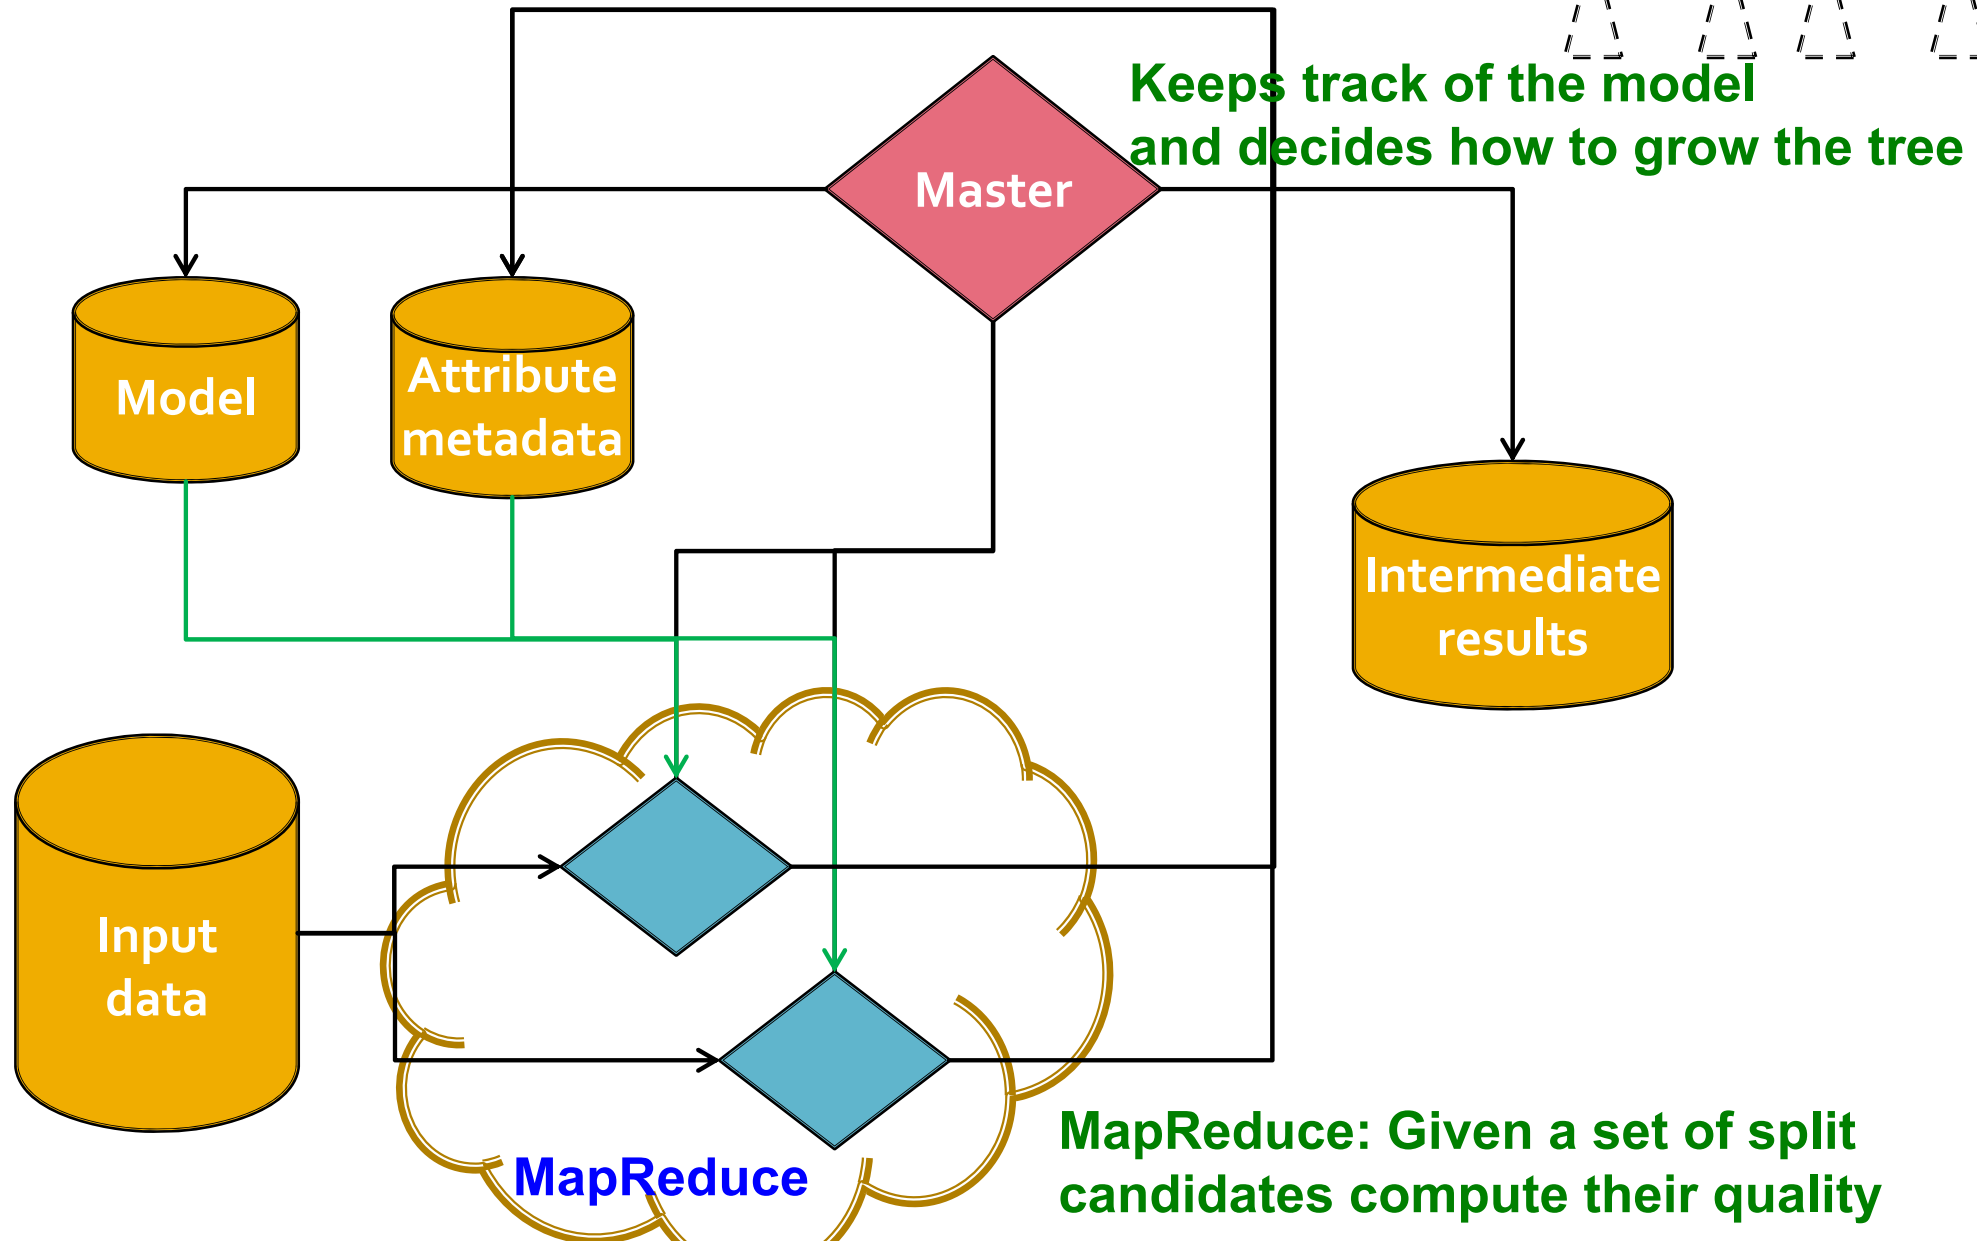 Keeps track of the model
and decides how to grow the tree
Master
Model
Attribute
metadata
Intermediate
results
Input
data
MapReduce
MapReduce: Given a set of split
candidates compute their quality